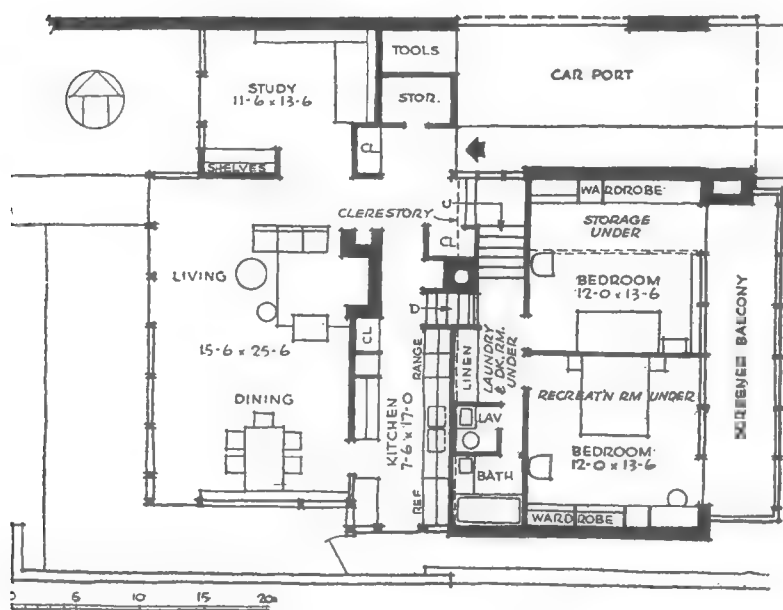 TOOLS
CAR PORT
STUDY
11-6 x 13-6
STOR.
CL
SHELVES
WARDROBE
C
CLERESTORY
STORAGE
UNDER
CL
LIVING
BEDROOM
12-0 x 13-6
D
SCREENED BALCONY
CL
RANGE
LINEN
LAUNDRY
& DK. RM.
UNDER
15-6 x 25-6
RECREAT'N RM UNDER
DINING
KITCHEN
7-6 x 17-0
LAV
BEDROOM
12-0 x 13-6
BATH
REF
WARDROBE
0 5 10 15 20